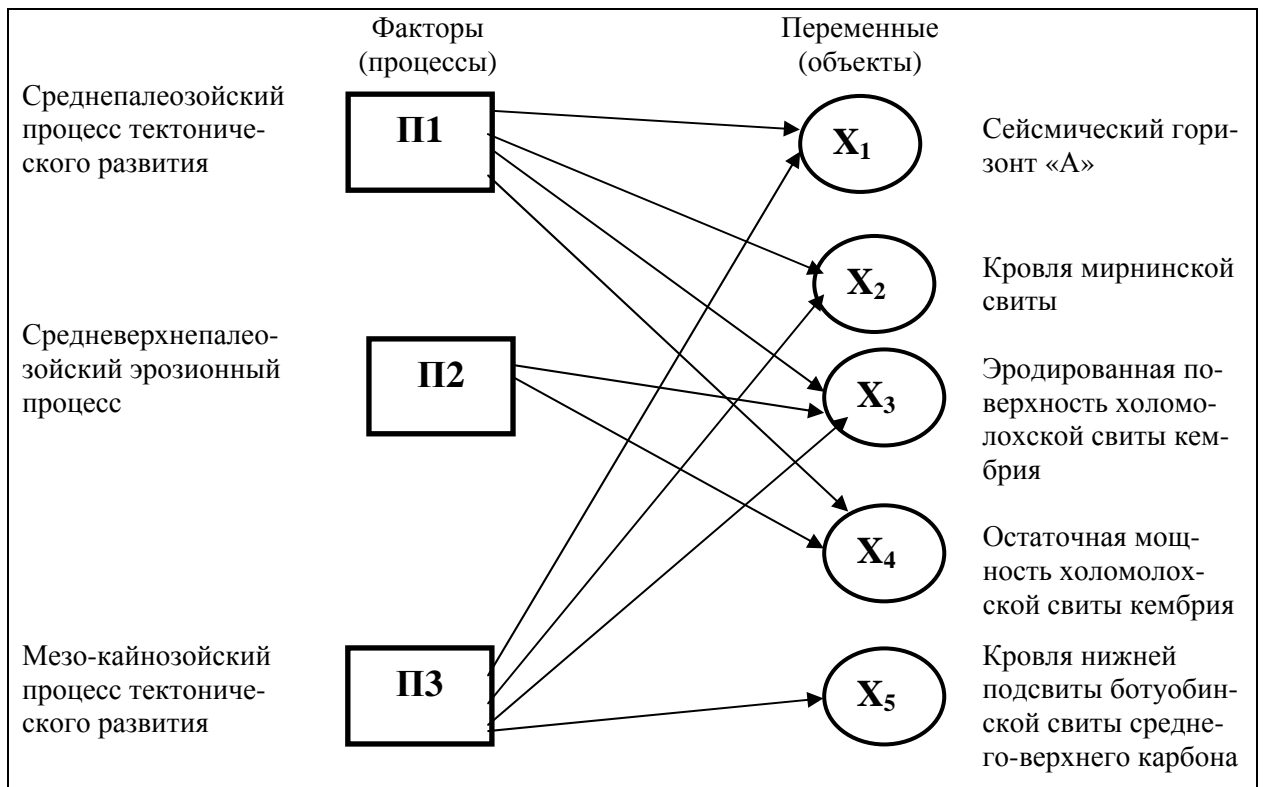 Факторы
(процессы)
Переменные
(объекты)
Среднепалеозойский
процесс тектониче-
ского развития
П1
X1
Сейсмический гори-
зонт «А»
X2
Кровля мирнинской
свиты
Средневерхнепалео-
зойский эрозионный
процесс
П2
X3
Эродированная по-
верхность холомо-
лохской свиты кем-
брия
X4
Остаточная мощ-
ность холомолох-
ской свиты кембрия
Мезо-кайнозойский
процесс тектониче-
ского развития
П3
X5
Кровля нижней
подсвиты ботуобин-
ской свиты средне-
го-верхнего карбона